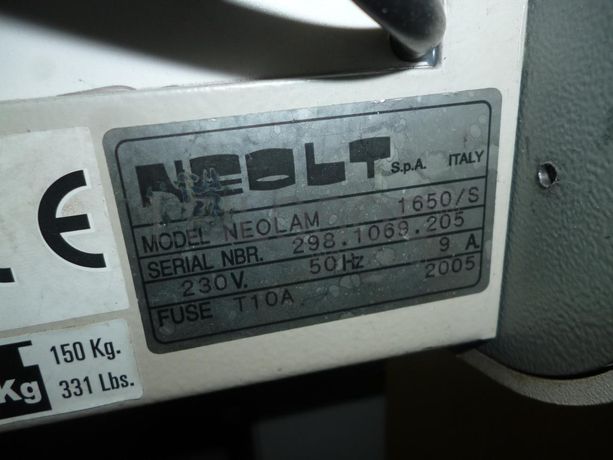 NEOLT S.p.A. ITALY
MODEL NEOLAM 1650/S
SERIAL NBR. 298.1069.205
230V. 50Hz 9 A.
FUSE T10A 2005
CE
150 Kg.
Kg 331 Lbs.